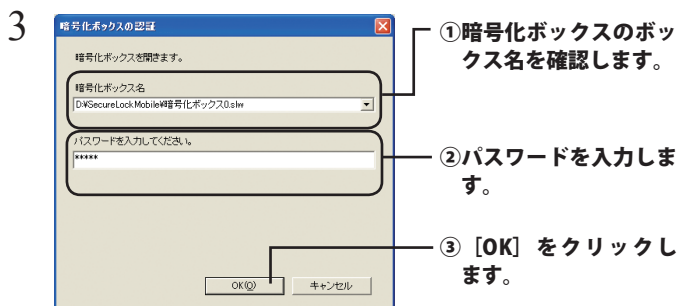 3
暗号化ボックスの認証
暗号化ボックスを開きます。
暗号化ボックス名
D:¥SecureLockMobile¥暗号化ボックス0.slw
パスワードを入力してください。
*****
OK(O)
キャンセル
①暗号化ボックスのボッ
クス名を確認します。
②パスワードを入力しま
す。
③［OK］をクリックし
ます。